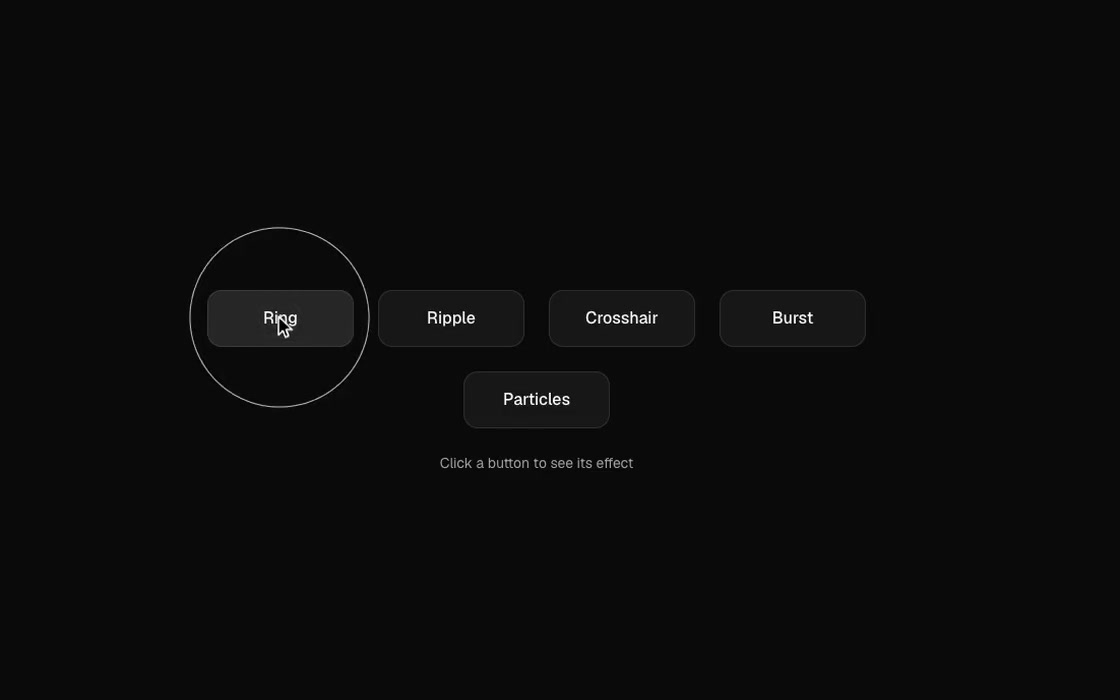 Ring
Ripple
Crosshair
Burst
Particles
Click a button to see its effect